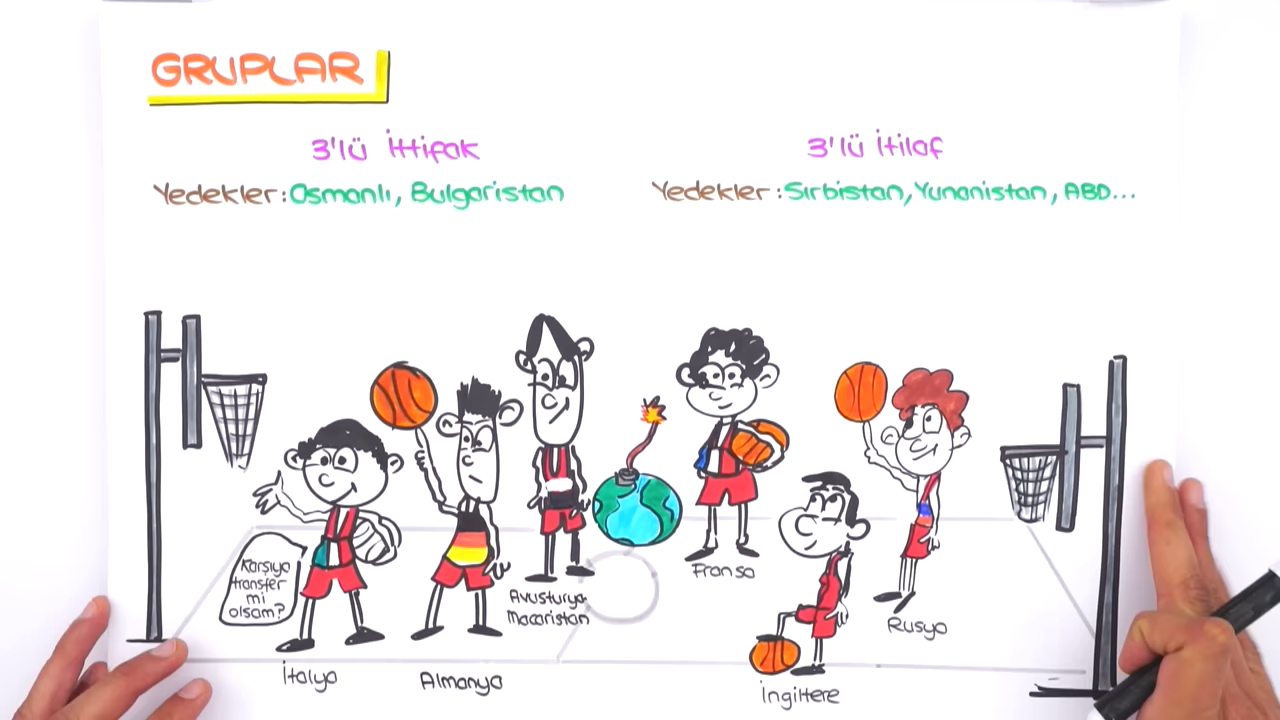 GRUPLAR
3'lü İttifak
3'lü İtilaf
Yedekler: Osmanlı, Bulgaristan
Yedekler: Sırbistan, Yunanistan, ABD...
Karşıya
transfer
mi
olsam?
İtalya
Almanya
Avusturya-
Macaristan
Fransa
İngiltere
Rusya